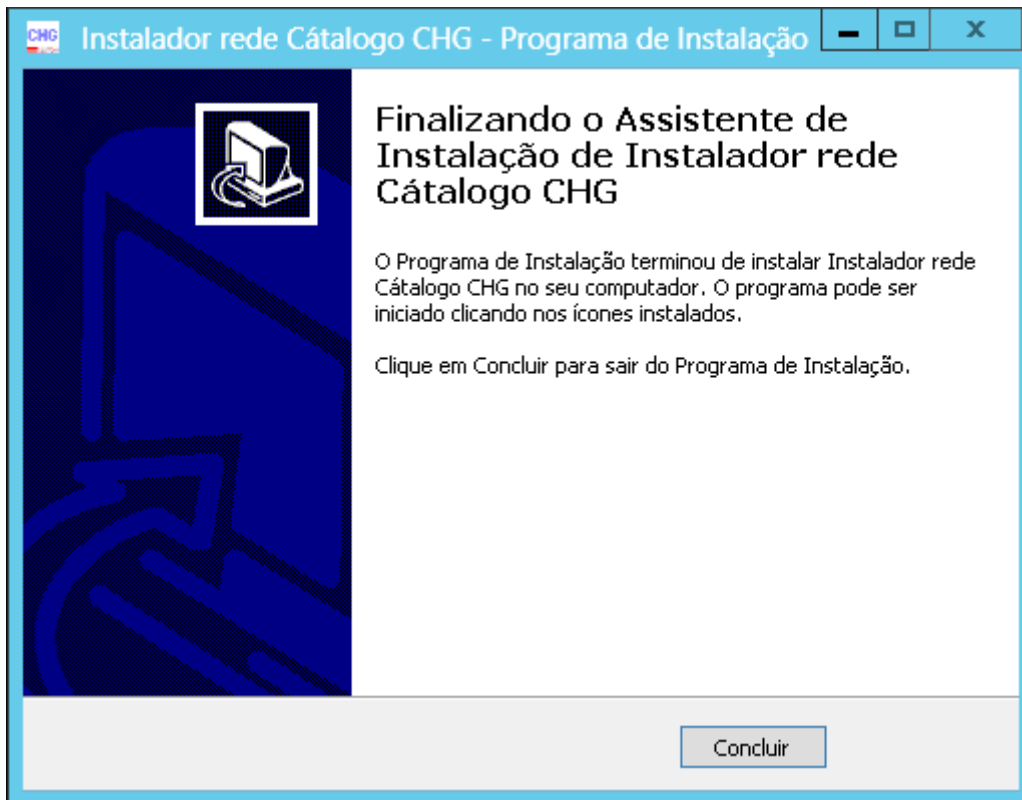 CHG
Instalador rede Cátalogo CHG - Programa de Instalação
Finalizando o Assistente de
Instalação de Instalador rede
Cátalogo CHG
O Programa de Instalação terminou de instalar Instalador rede
Cátalogo CHG no seu computador. O programa pode ser
iniciado clicando nos ícones instalados.
Clique em Concluir para sair do Programa de Instalação.
Concluir